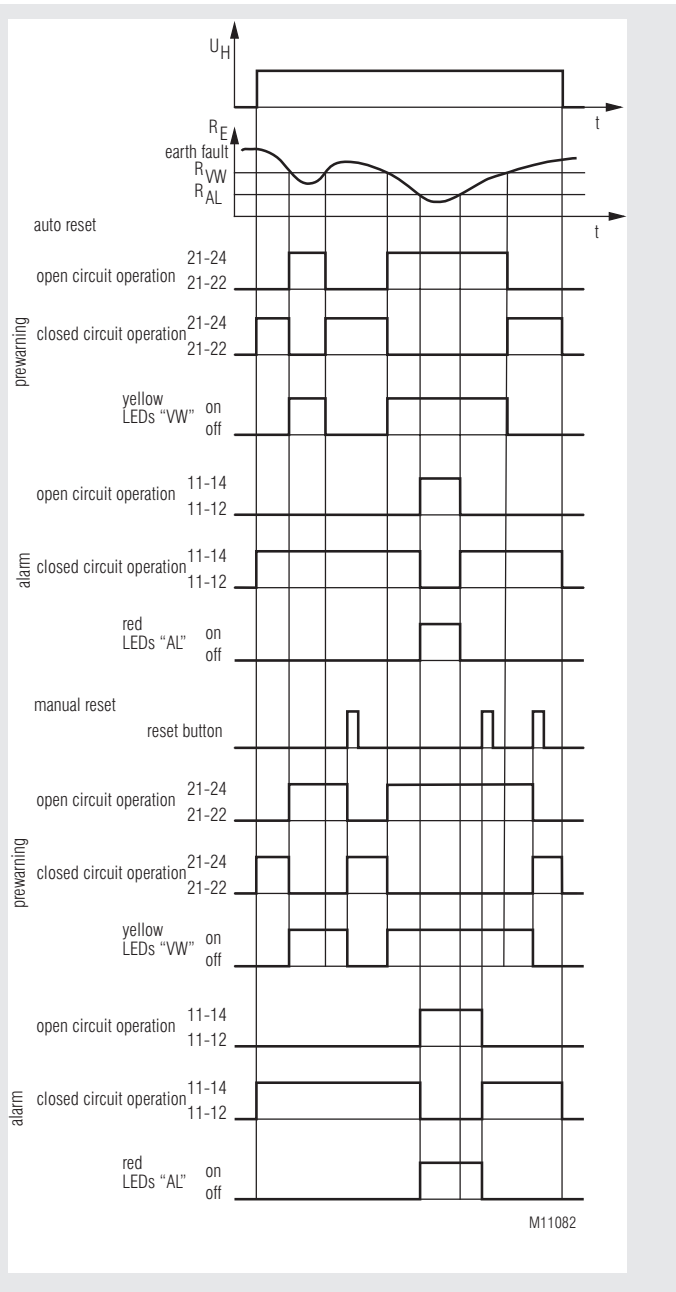 UH
t
RE
earth fault
RVW
RAL
t
auto reset
prewarning
open circuit operation 21-24
21-22
closed circuit operation 21-24
21-22
yellow
LEDs “VW” on
off
alarm
open circuit operation 11-14
11-12
closed circuit operation 11-14
11-12
red
LEDs “AL” on
off
manual reset
reset button
prewarning
open circuit operation 21-24
21-22
closed circuit operation 21-24
21-22
yellow
LEDs “VW” on
off
alarm
open circuit operation 11-14
11-12
closed circuit operation 11-14
11-12
red
LEDs “AL” on
off
M11082